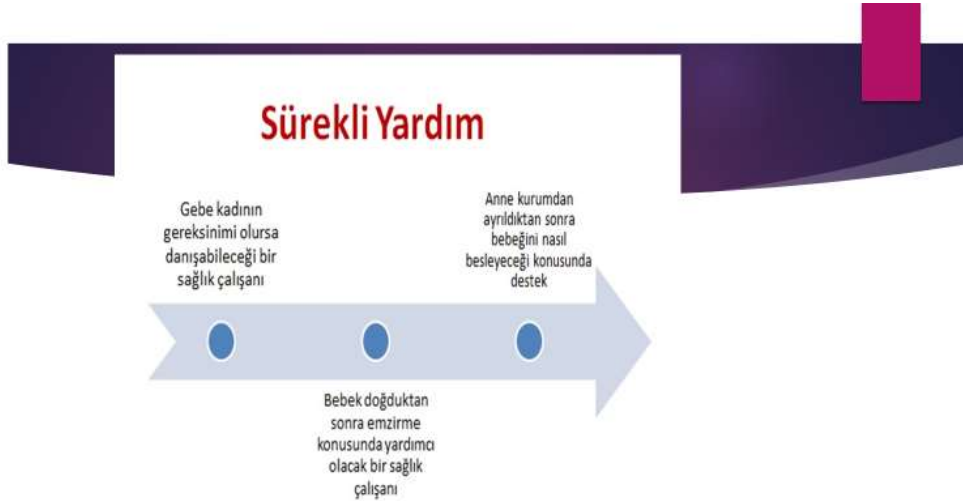 Sürekli Yardım
Gebe kadının
gereksinimi olursa
danışabileceği bir
sağlık çalışanı
Bebek doğduktan
sonra emzirme
konusunda yardımcı
olacak bir sağlık
çalışanı
Anne kurumdan
ayrıldıktan sonra
bebeğini nasıl
besleyeceği konusunda
destek